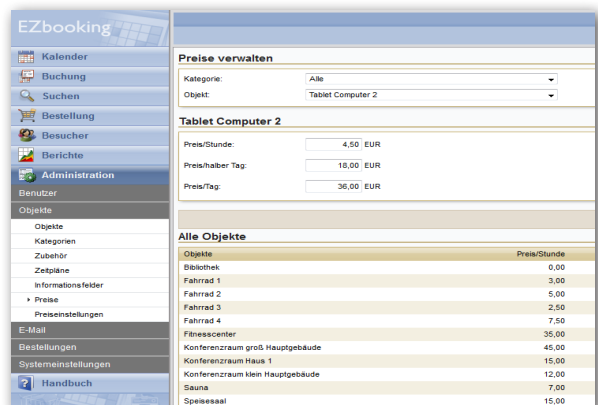 EZbooking
Kalender
Buchung
Suchen
Bestellung
Besucher
Berichte
Administration
Benutzer
Objekte
Objekte
Kategorien
Zubehör
Zeitpläne
Informationsfelder
Preise
Preiseinstellungen
E-Mail
Bestellungen
Systemeinstellungen
Handbuch
Preise verwalten
Kategorie: Alle
Objekt: Tablet Computer 2
Tablet Computer 2
Preis/Stunde: 4,50 EUR
Preis/halber Tag: 18,00 EUR
Preis/Tag: 36,00 EUR
Alle Objekte
Objekte Preis/Stunde
Bibliothek 0,00
Fahrrad 1 3,00
Fahrrad 2 5,00
Fahrrad 3 2,50
Fahrrad 4 7,50
Fitnesscenter 35,00
Konferenzraum groß Hauptgebäude 45,00
Konferenzraum Haus 1 15,00
Konferenzraum klein Hauptgebäude 12,00
Sauna 7,00
Speisesaal 15,00